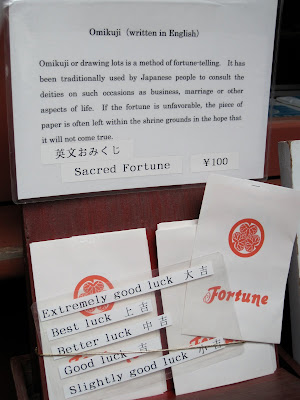 Omikuji (written in English)
Omikuji or drawing lots is a method of fortune-telling. It has
been traditionally used by Japanese people to consult the
deities on such occasions as business, marriage or other
aspects of life. If the fortune is unfavorable, the piece of
paper is often left within the shrine grounds in the hope that
it will not come true.
英文おみくじ
Sacred Fortune ¥100
Fortune
Extremely good luck 大吉
Best luck 上吉
Better luck 中吉
Good luck 吉
Slightly good luck 小吉